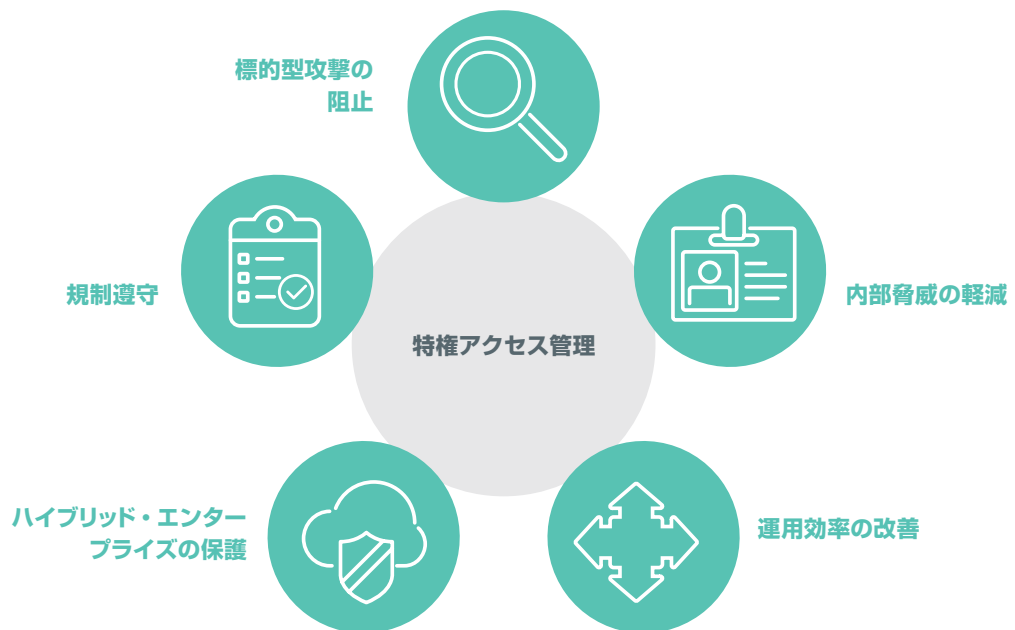 標的型攻撃の
阻止
規制遵守
内部脅威の軽減
特権アクセス管理
ハイブリッド・エンター
プライズの保護
運用効率の改善